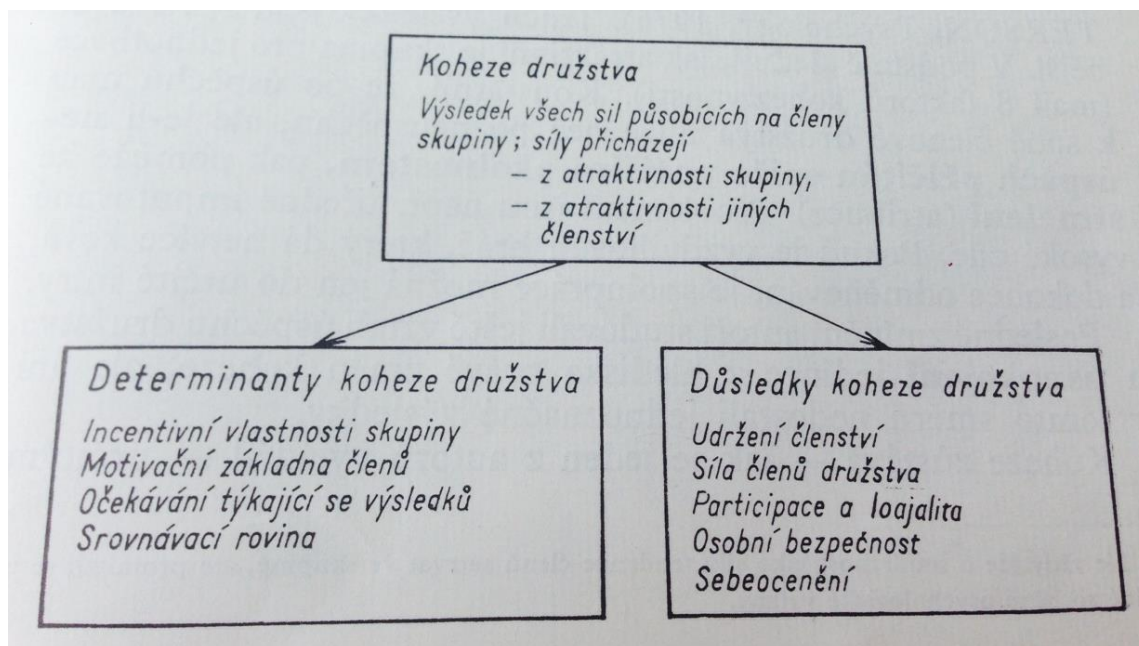 Koheze družstva
Výsledek všech sil působících na členy
skupiny; síly přicházejí
– z atraktivnosti skupiny,
– z atraktivnosti jiných
členství
Determinanty koheze družstva
Incentivní vlastnosti skupiny
Motivační základna členů
Očekávání týkající se výsledků
Srovnávací rovina
Důsledky koheze družstva
Udržení členství
Síla členů družstva
Participace a loajalita
Osobní bezpečnost
Sebeocenění